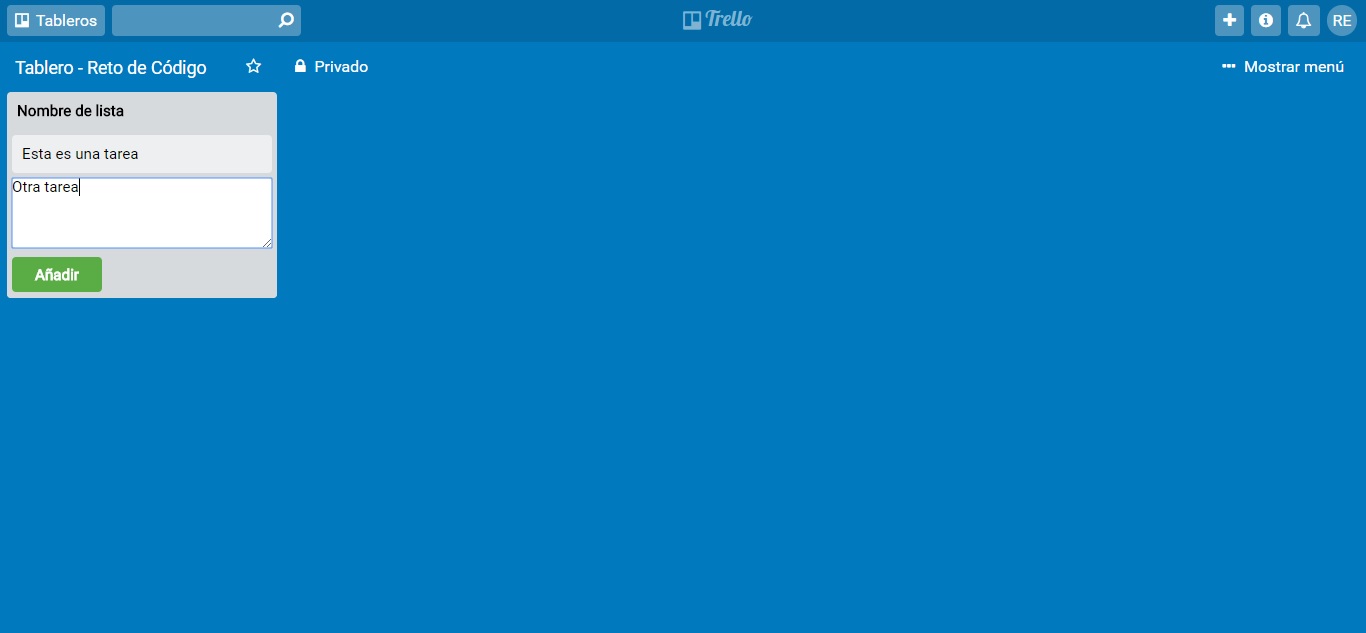 Tableros
Trello
RE
Tablero - Reto de Código
Privado
Mostrar menú
Nombre de lista
Esta es una tarea
Otra tarea
Añadir